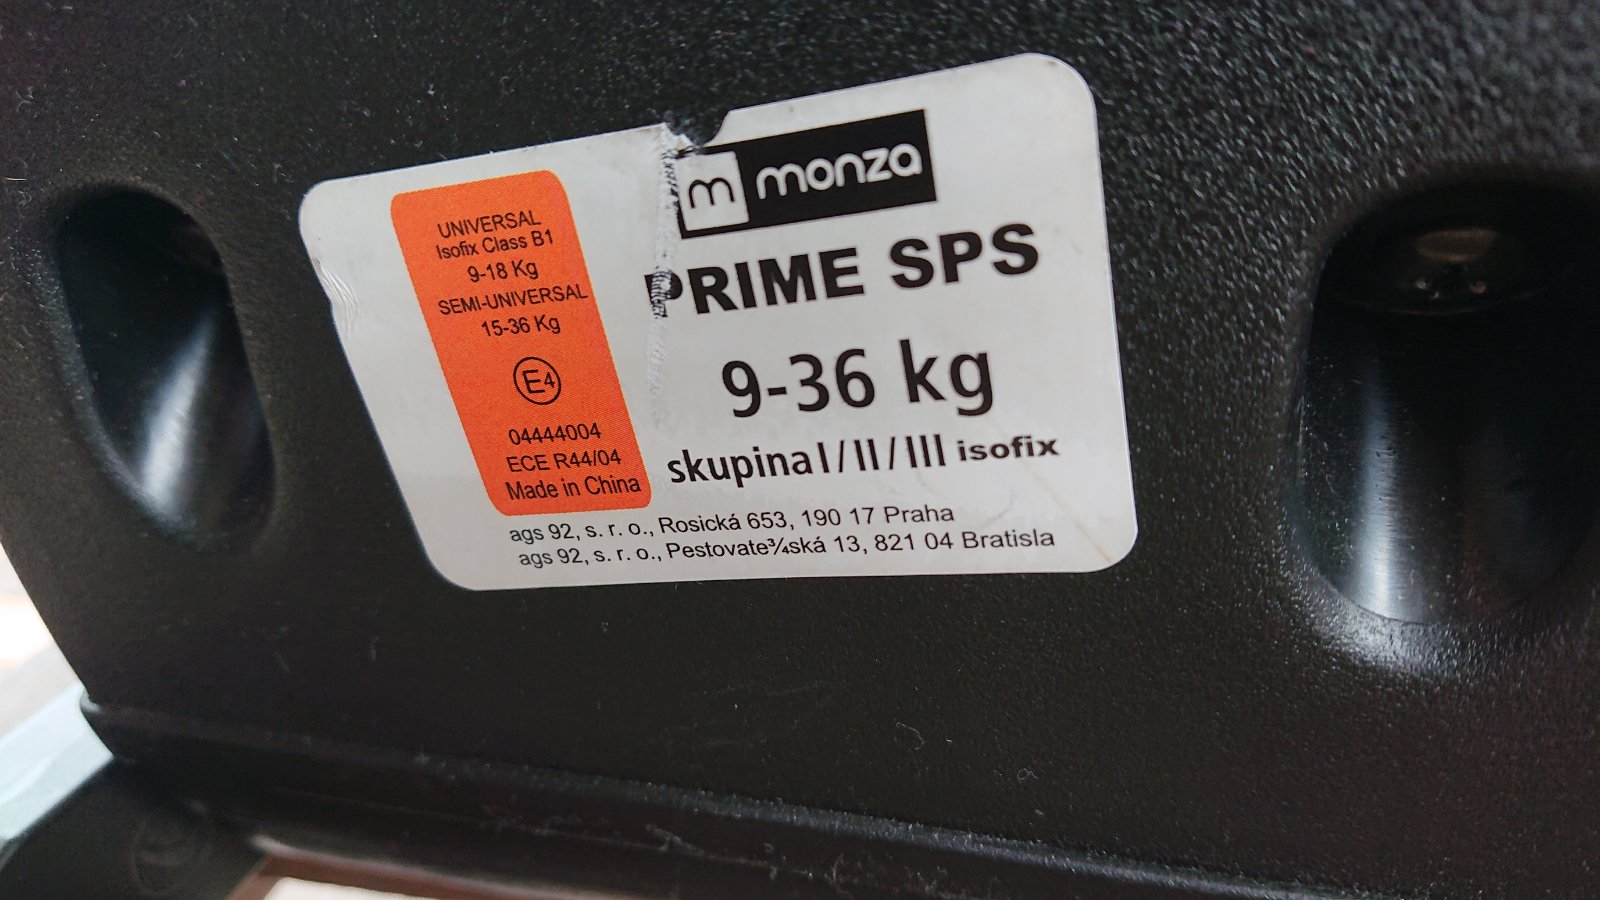 UNIVERSAL
Isofix Class B1
9-18 Kg
SEMI-UNIVERSAL
15-36 Kg
E4
04444004
ECE R44/04
Made in China
m monza
PRIME SPS
9-36 kg
skupina I / II / III isofix
ags 92, s. r. o., Rosická 653, 190 17 Praha
ags 92, s. r. o., Pestovate¾ská 13, 821 04 Bratisla